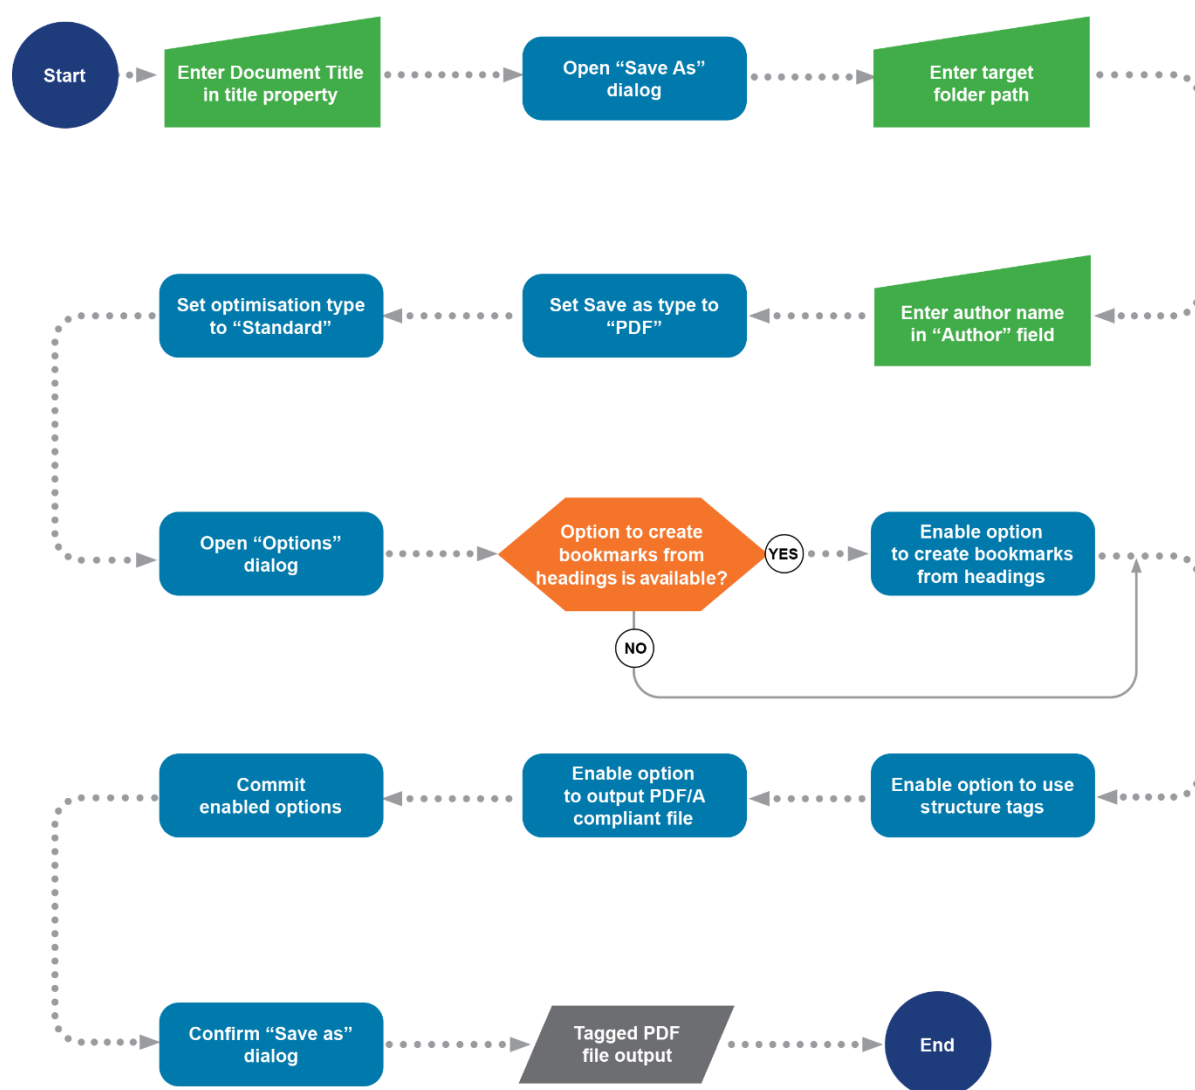 Start
Enter Document Title
in title property
Open “Save As”
dialog
Enter target
folder path
Enter author name
in “Author” field
Set Save as type to
“PDF”
Set optimisation type
to “Standard”
Open “Options”
dialog
Option to create
bookmarks from
headings is available?
YES
Enable option
to create bookmarks
from headings
NO
Enable option to use
structure tags
Enable option
to output PDF/A
compliant file
Commit
enabled options
Confirm “Save as”
dialog
Tagged PDF
file output
End